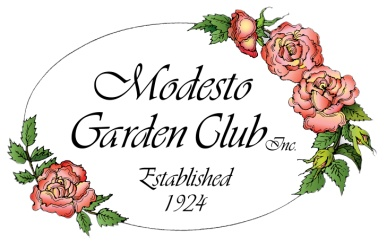 Modesto
Garden Club Inc.
Established
1924